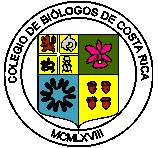 COLEGIO DE BIÓLOGOS DE COSTA RICA
MCMLXVIII